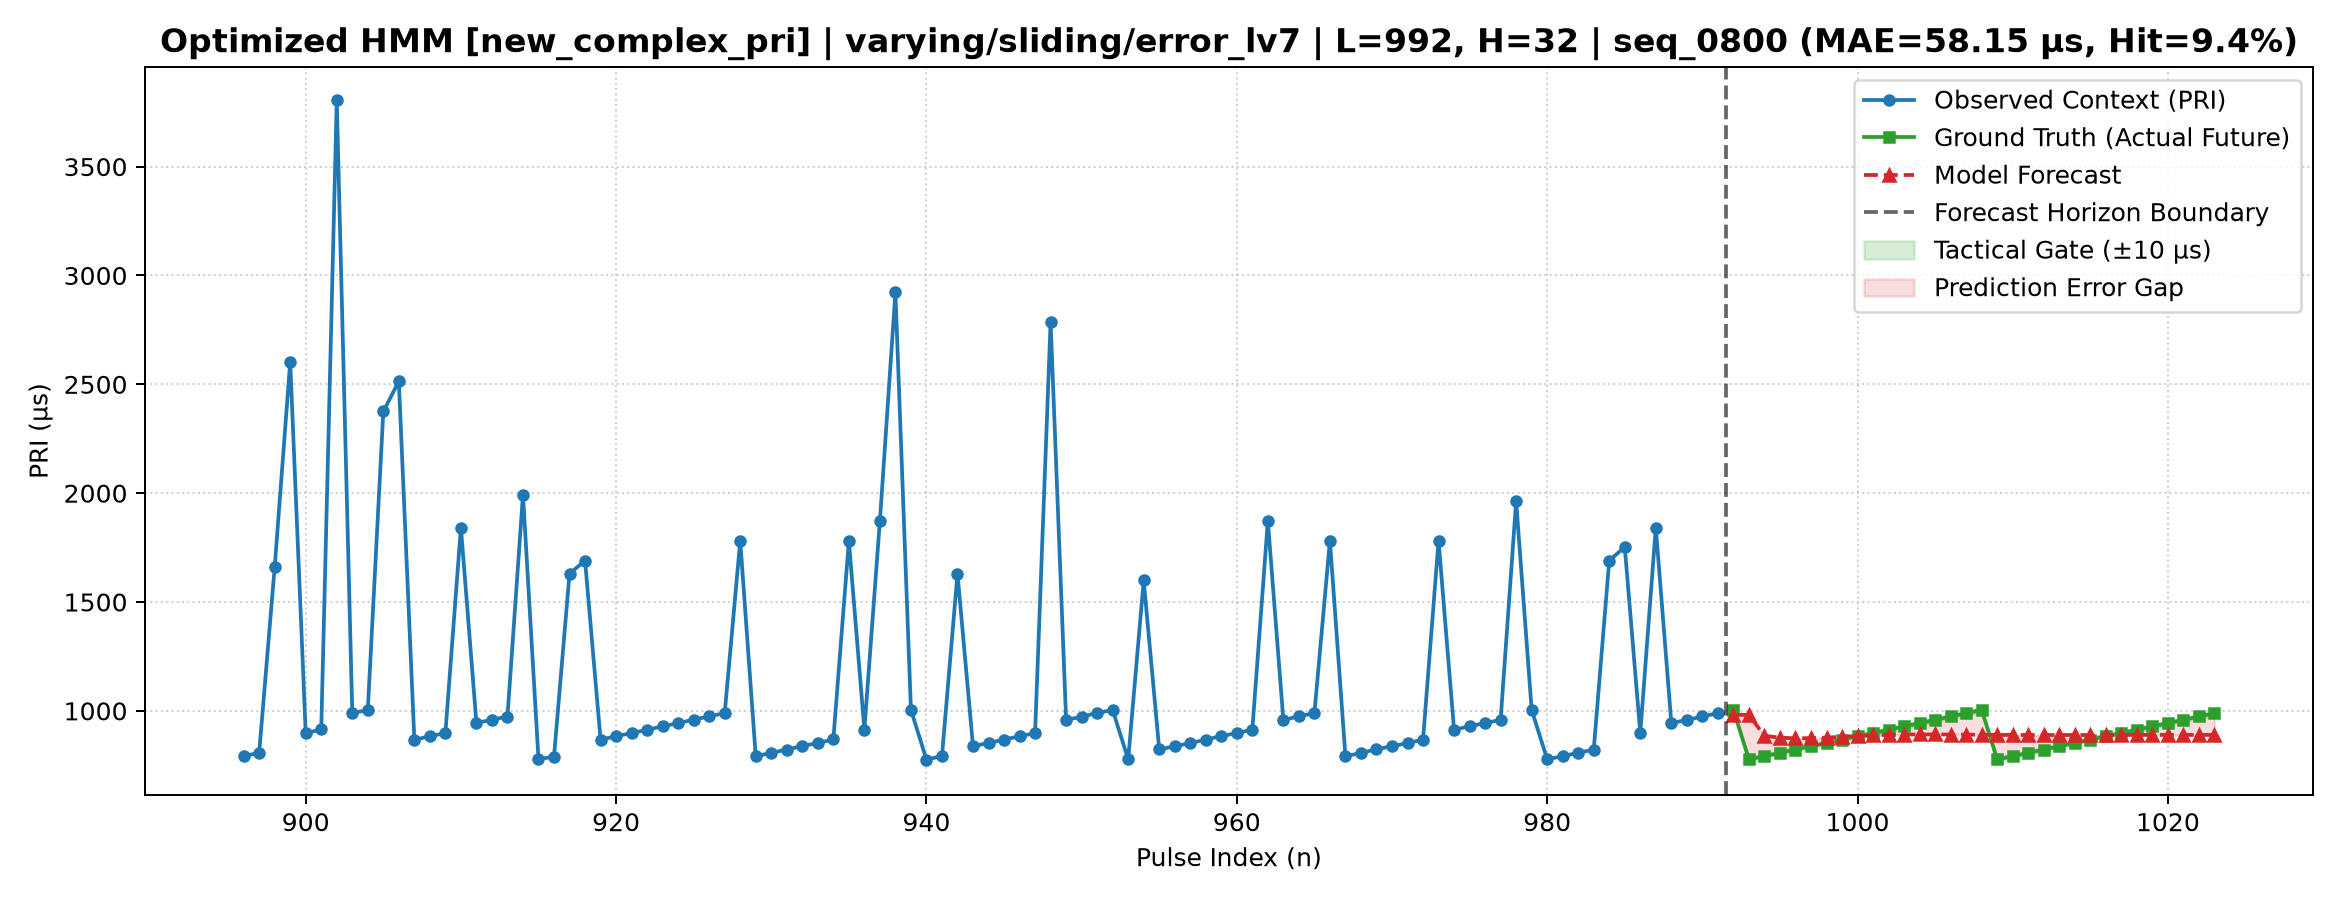 Optimized HMM [new_complex_pri] | varying/sliding/error_lv7 | L=992, H=32 | seq_0800 (MAE=58.15 µs, Hit=9.4%)
Observed Context (PRI)
Ground Truth (Actual Future)
Model Forecast
Forecast Horizon Boundary
Tactical Gate (±10 µs)
Prediction Error Gap
PRI (µs)
3500
3000
2500
2000
1500
1000
900
920
940
960
980
1000
1020
Pulse Index (n)